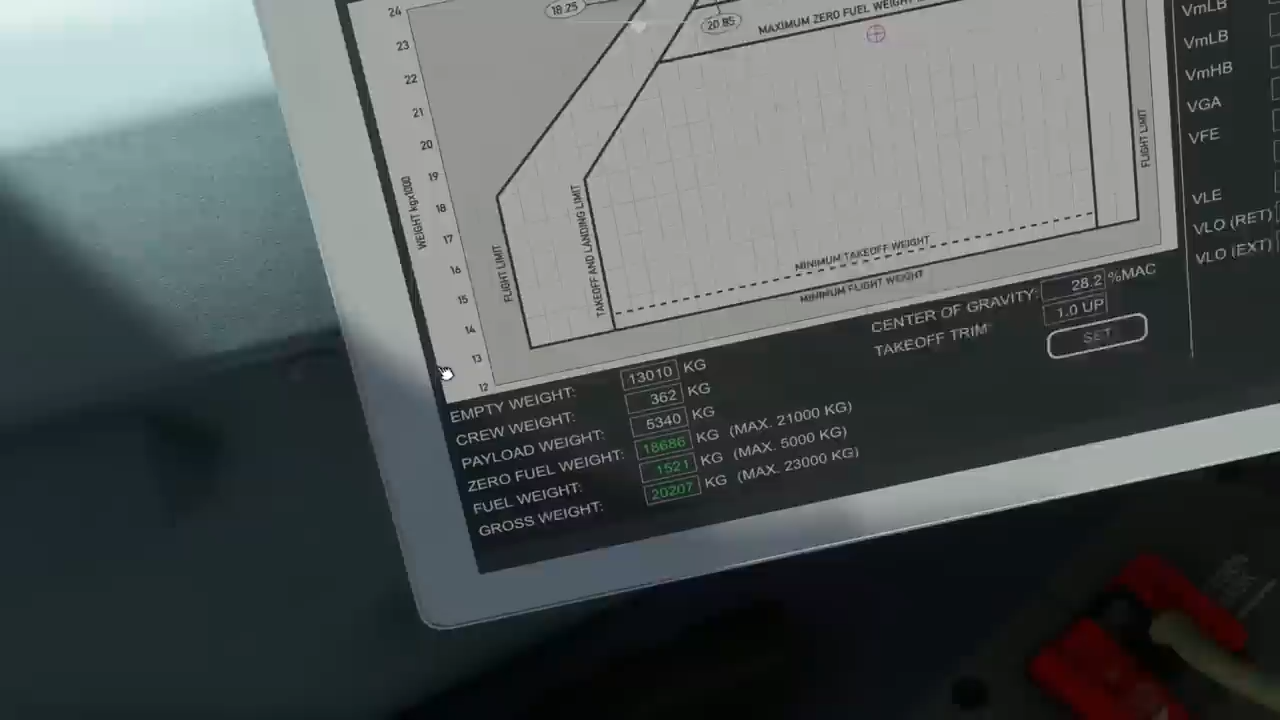 24
18.25
20.85
MAXIMUM ZERO FUEL WEIGHT
23
22
21
20
19
18
17
16
15
14
13
12
WEIGHT kgx1000
FLIGHT LIMIT
TAKEOFF AND LANDING LIMIT
MINIMUM TAKEOFF WEIGHT
MINIMUM FLIGHT WEIGHT
FLIGHT LIMIT
VmLB
VmLB
VmHB
VGA
VFE
VLE
VLO (RET)
VLO (EXT)
CENTER OF GRAVITY: 28.2 %MAC
TAKEOFF TRIM 1.0 UP
SET
EMPTY WEIGHT: 13010 KG
CREW WEIGHT: 362 KG
PAYLOAD WEIGHT: 5340 KG
ZERO FUEL WEIGHT: 18686 KG (MAX. 21000 KG)
FUEL WEIGHT: 1521 KG (MAX. 5000 KG)
GROSS WEIGHT: 20207 KG (MAX. 23000 KG)